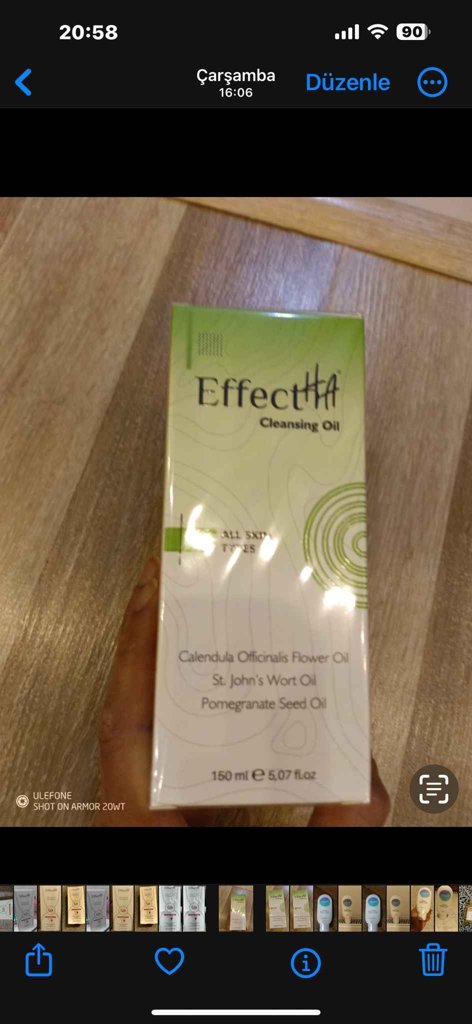 20:58
90
Çarşamba
16:06
Düzenle
EffectHA
Cleansing Oil
ALL SKIN
TYPES
Calendula Officinalis Flower Oil
St. John's Wort Oil
Pomegranate Seed Oil
150 ml e 5,07 fl.oz
ULEFONE
SHOT ON ARMOR 20WT